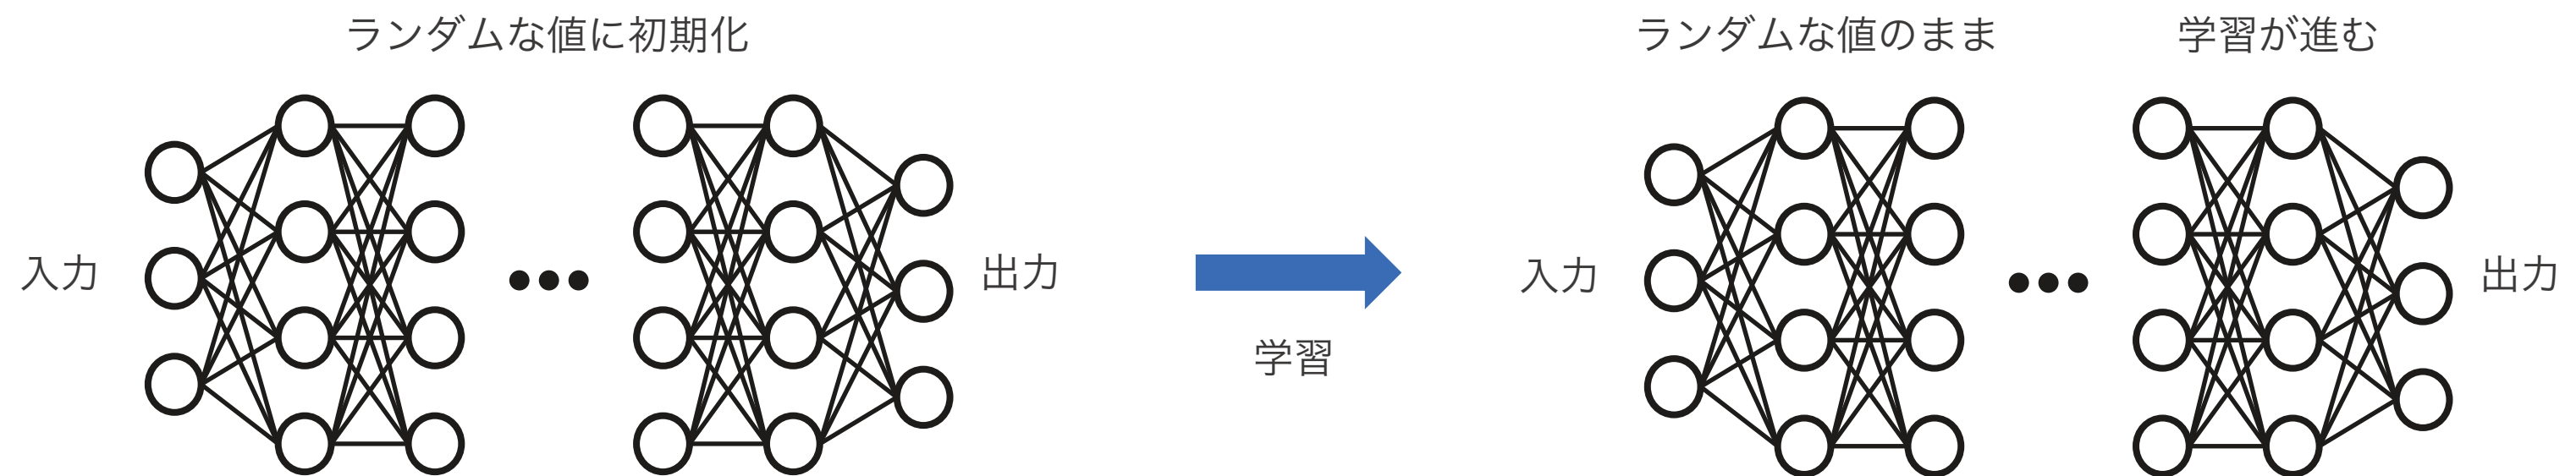 ランダムな値に初期化
入力
出力
学習
ランダムな値のまま
学習が進む
入力
出力